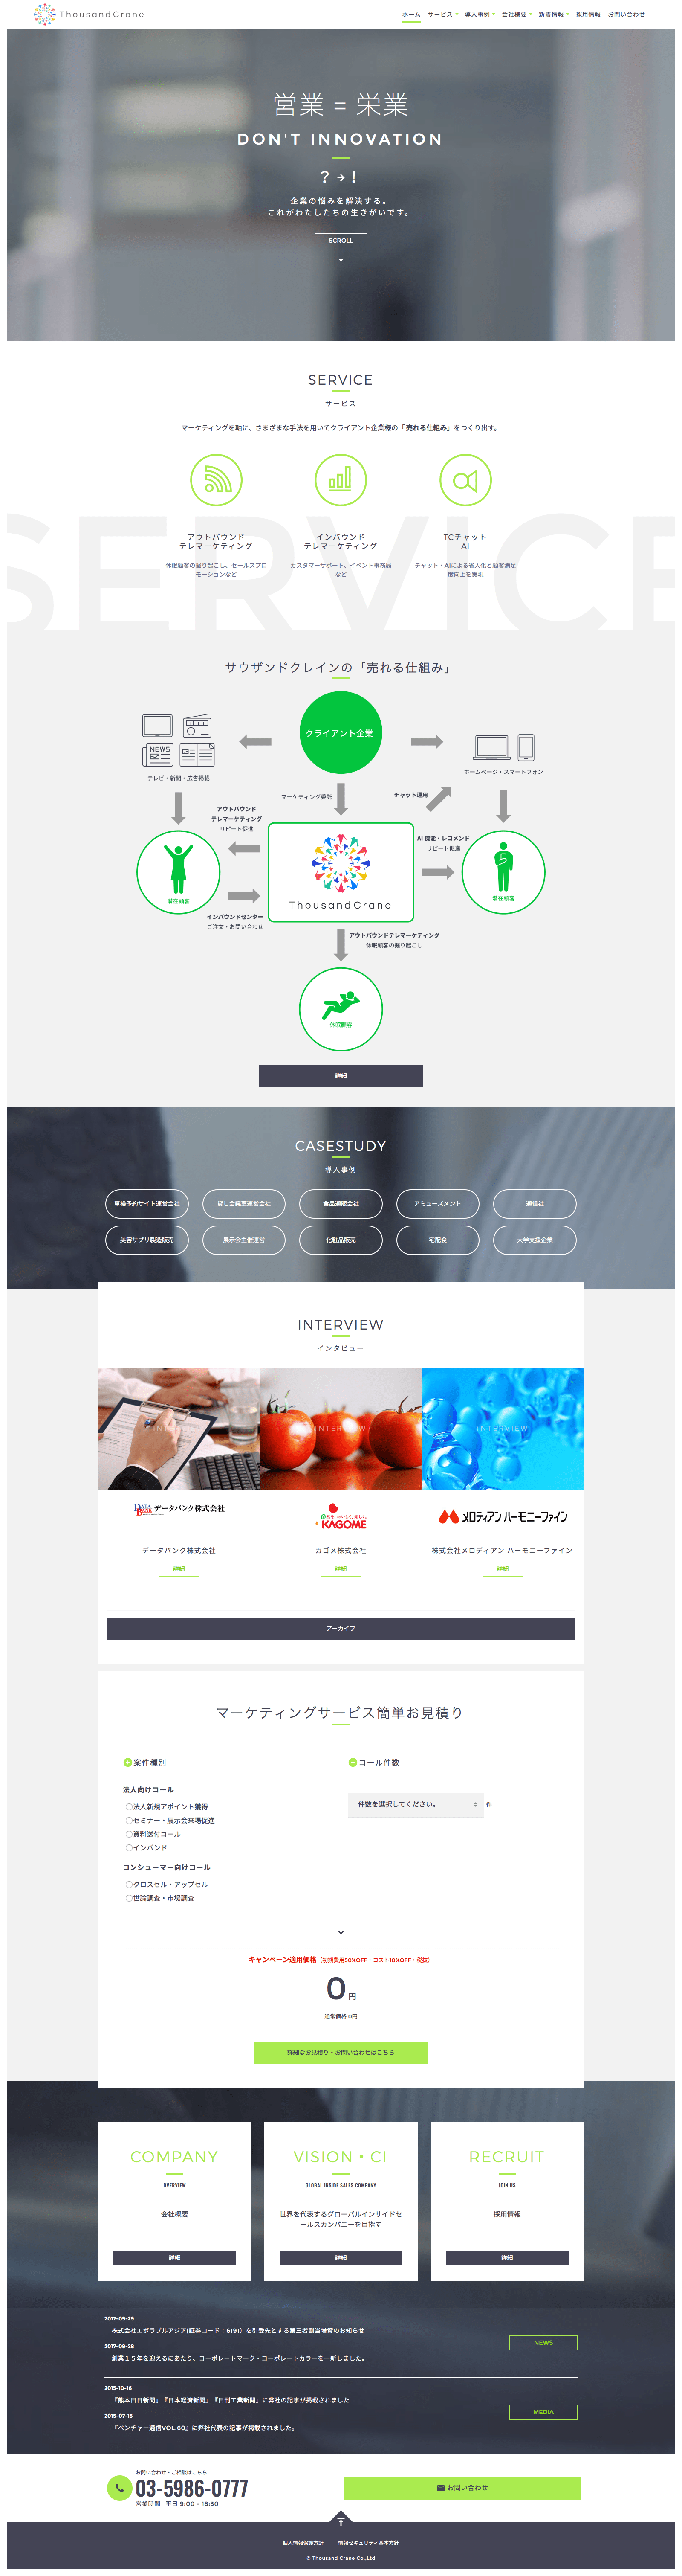 ThousandCrane
ホーム サービス 導入事例 会社概要 新着情報 採用情報 お問い合わせ
営業 = 栄業
DON'T INNOVATION
? → !
企業の悩みを解決する。
これがわたしたちの生きがいです。
SCROLL
SERVICE
サービス
マーケティングを軸に、さまざまな手法を用いてクライアント企業様の「売れる仕組み」をつくり出す。
SERVICE
アウトバウンド
テレマーケティング
休眠顧客の掘り起こし、セールスプロ
モーションなど
インバウンド
テレマーケティング
カスタマーサポート、イベント事務局
など
TCチャット
AI
チャット・AIによる省人化と顧客満足
度向上を実現
サウザンドクレインの「売れる仕組み」
クライアント企業
NEWS
テレビ・新聞・広告掲載
ホームページ・スマートフォン
マーケティング委託
チャット運用
アウトバウンド
テレマーケティング
リピート促進
AI 機能・レコメンド
リピート促進
潜在顧客
ThousandCrane
潜在顧客
インバウンドセンター
ご注文・お問い合わせ
アウトバウンドテレマーケティング
休眠顧客の掘り起こし
休眠顧客
詳細
CASESTUDY
導入事例
車検予約サイト運営会社
貸し会議室運営会社
食品通販会社
アミューズメント
通信社
美容サプリ製造販売
展示会主催運営
化粧品販売
宅配食
大学支援企業
INTERVIEW
インタビュー
INTERVIEW
INTERVIEW
INTERVIEW
DATA BANK データバンク株式会社
自然を、おいしく、楽しく。
KAGOME
メロディアン ハーモニーファイン
データバンク株式会社
詳細
カゴメ株式会社
詳細
株式会社メロディアン ハーモニーファイン
詳細
アーカイブ
マーケティングサービス簡単お見積り
案件種別
法人向けコール
法人新規アポイント獲得
セミナー・展示会来場促進
資料送付コール
インバンド
コンシューマー向けコール
クロスセル・アップセル
世論調査・市場調査
コール件数
件数を選択してください。 件
キャンペーン適用価格（初期費用50%OFF・コスト10%OFF・税抜）
0 円
通常価格 0円
詳細なお見積り・お問い合わせはこちら
COMPANY
OVERVIEW
会社概要
詳細
VISION・CI
GLOBAL INSIDE SALES COMPANY
世界を代表するグローバルインサイドセ
ールスカンパニーを目指す
詳細
RECRUIT
JOIN US
採用情報
詳細
2017-09-29
株式会社エボラブルアジア(証券コード：6191）を引受先とする第三者割当増資のお知らせ
2017-09-28
創業１５年を迎えるにあたり、コーポレートマーク・コーポレートカラーを一新しました。
NEWS
2015-10-16
『熊本日日新聞』『日本経済新聞』『日刊工業新聞』に弊社の記事が掲載されました
2015-07-15
『ベンチャー通信VOL.60』に弊社代表の記事が掲載されました。
MEDIA
お問い合わせ・ご相談はこちら
03-5986-0777
営業時間 平日 9:00 - 18:30
お問い合わせ
個人情報保護方針 情報セキュリティ基本方針
© Thousand Crane Co.,Ltd